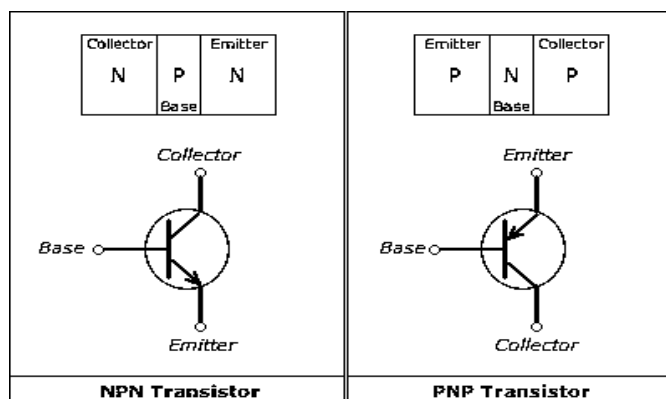 Collector Emitter
N P N
Base
Collector
Base
Emitter
NPN Transistor
Emitter Collector
P N P
Base
Emitter
Base
Collector
PNP Transistor